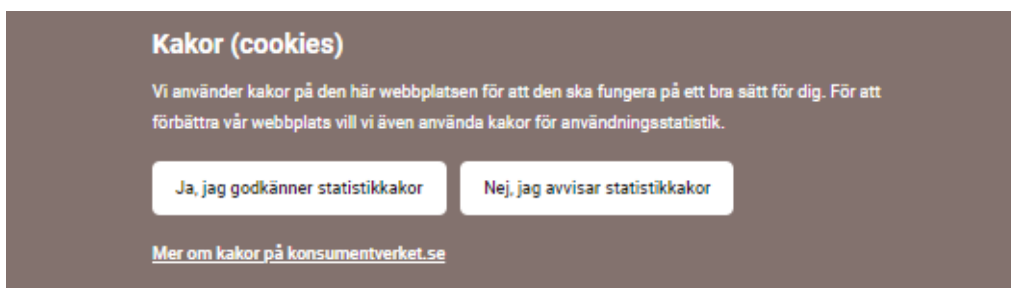 Kakor (cookies)
Vi använder kakor på den här webbplatsen för att den ska fungera på ett bra sätt för dig. För att
förbättra vår webbplats vill vi även använda kakor för användningsstatistik.
Ja, jag godkänner statistikkakor
Nej, jag avvisar statistikkakor
Mer om kakor på konsumentverket.se